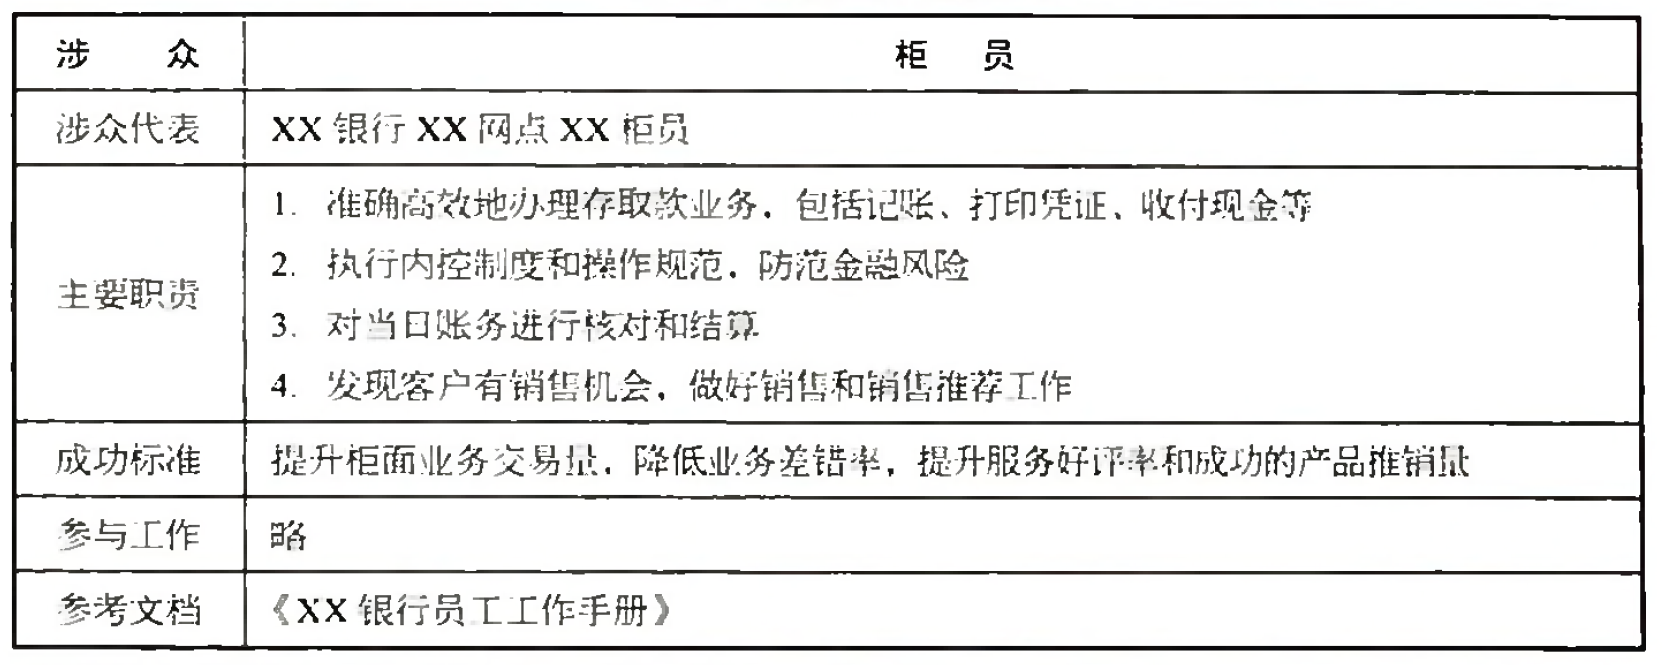 涉 众 柜 员
涉众代表 XX 银行 XX 网点 XX 柜员
主要职责
1. 准确高效地办理存取款业务，包括记账、打印凭证、收付现金等
2. 执行内控制度和操作规范，防范金融风险
3. 对当日账务进行核对和结算
4. 发现客户有销售机会，做好销售和销售推荐工作
成功标准 提升柜面业务交易量，降低业务差错率，提升服务好评率和成功的产品推销量
参与工作 略
参考文档 《XX 银行员工工作手册》